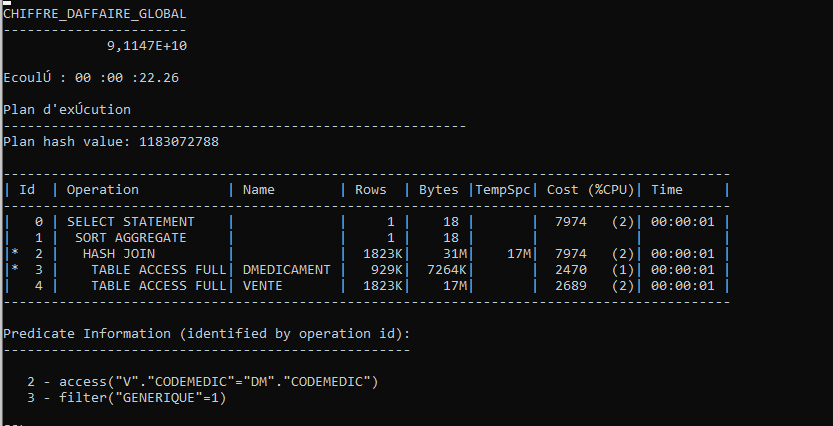 CHIFFRE_DAFFAIRE_GLOBAL
-----------------------
             9,1147E+10

EcoulÚ : 00 :00 :22.26

Plan d'exÚcution
----------------------------------------------------------
Plan hash value: 1183072788

-------------------------------------------------------------------------------------------
| Id  | Operation           | Name        | Rows  | Bytes |TempSpc| Cost (%CPU)| Time     |
-------------------------------------------------------------------------------------------
|   0 | SELECT STATEMENT    |             |     1 |    18 |       |  7974   (2)| 00:00:01 |
|   1 |  SORT AGGREGATE     |             |     1 |    18 |       |            |          |
|*  2 |   HASH JOIN         |             |  1823K|    31M|    17M|  7974   (2)| 00:00:01 |
|*  3 |    TABLE ACCESS FULL| DMEDICAMENT |   929K|  7264K|       |  2470   (1)| 00:00:01 |
|   4 |    TABLE ACCESS FULL| VENTE       |  1823K|    17M|       |  2689   (2)| 00:00:01 |
-------------------------------------------------------------------------------------------

Predicate Information (identified by operation id):
---------------------------------------------------

   2 - access("V"."CODEMEDIC"="DM"."CODEMEDIC")
   3 - filter("GENERIQUE"=1)